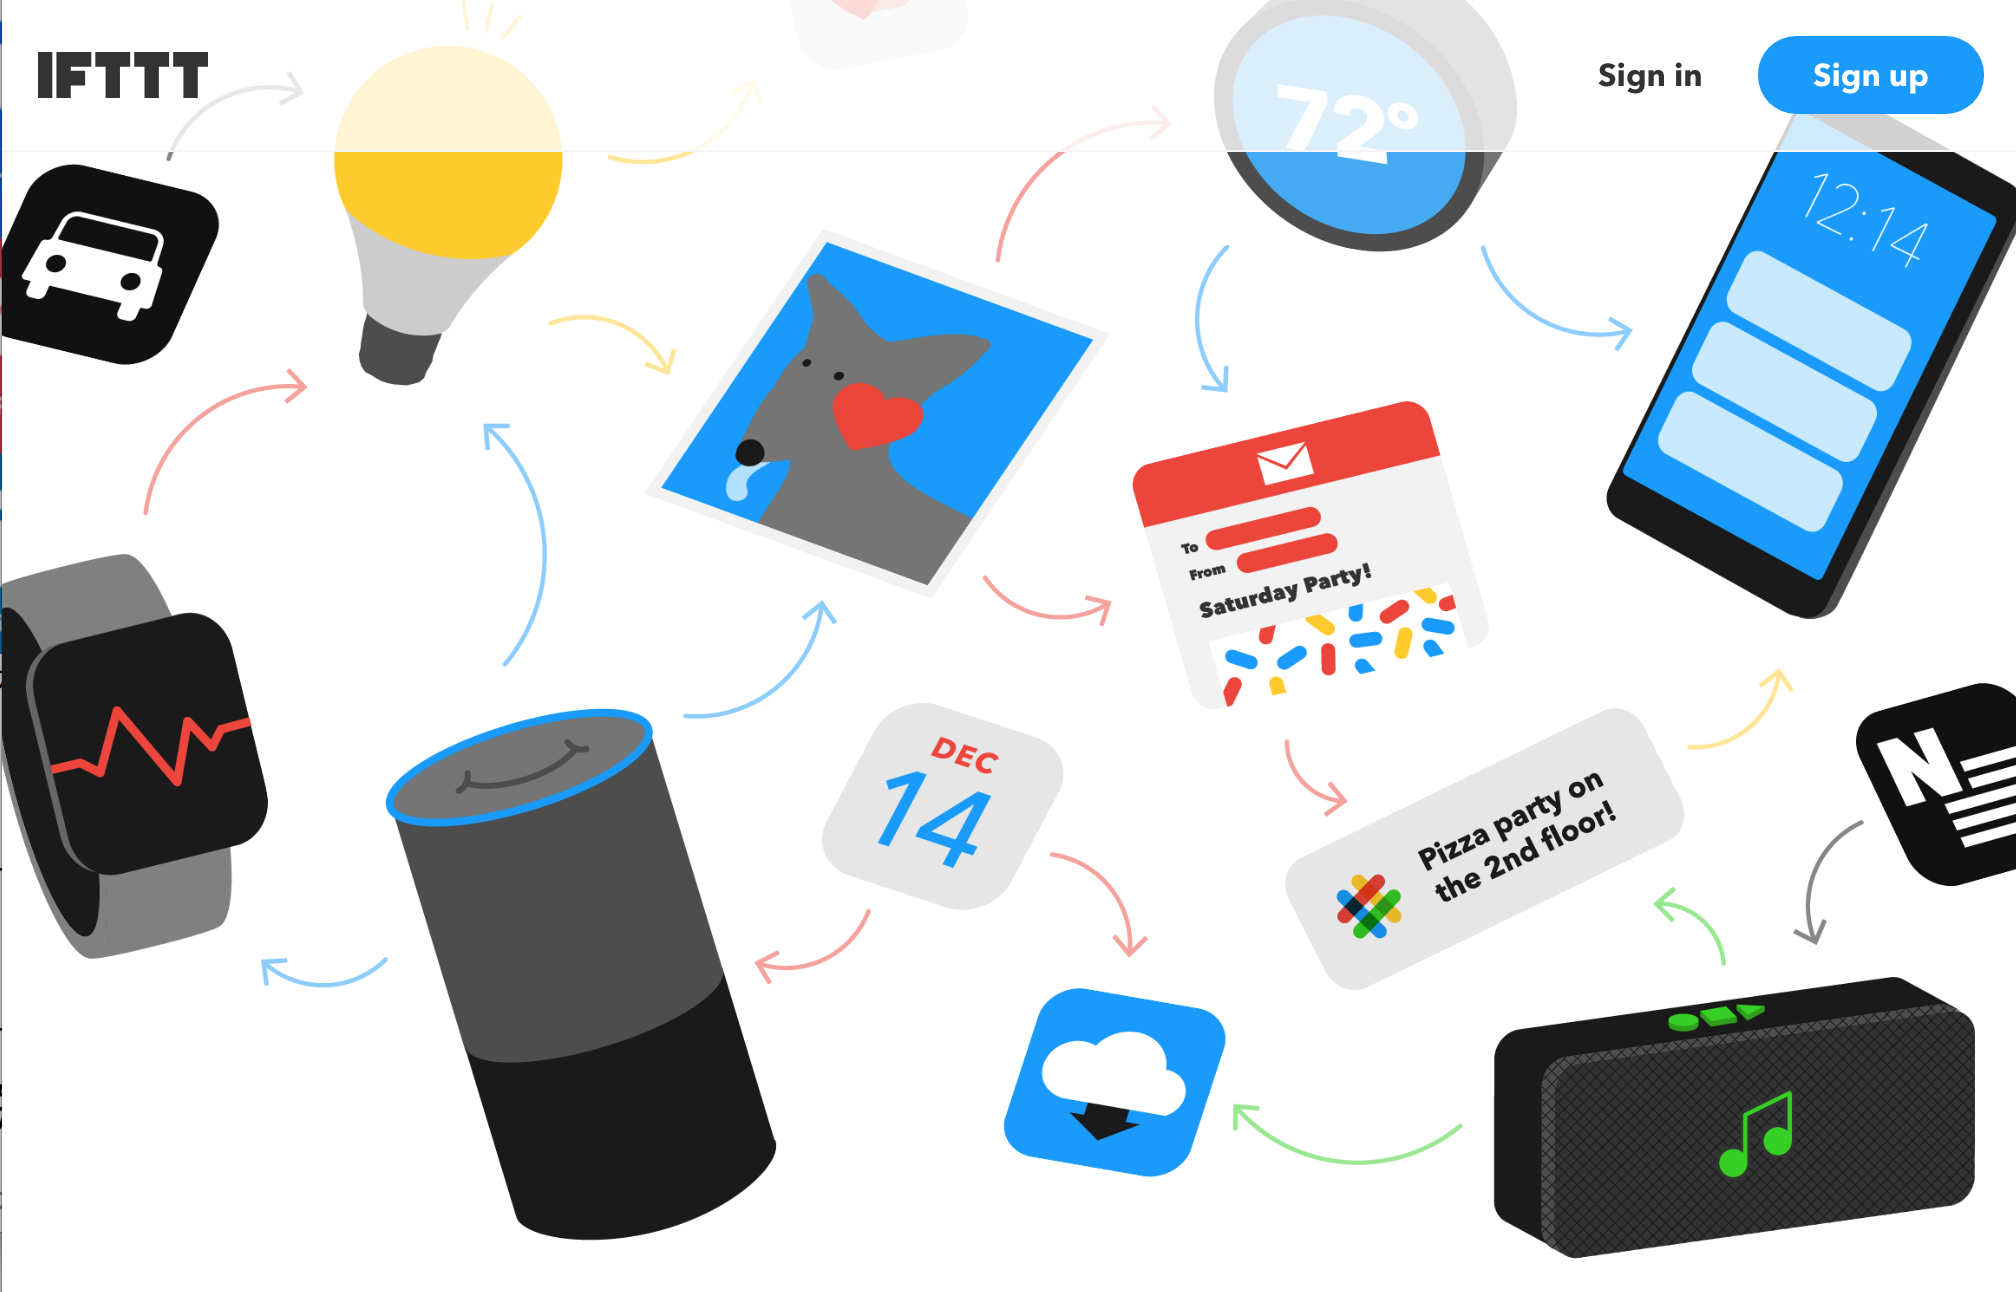 IFTTT
Sign in
Sign up
72°
12:14
To
From
Saturday Party!
DEC
14
Pizza party on
the 2nd floor!
N